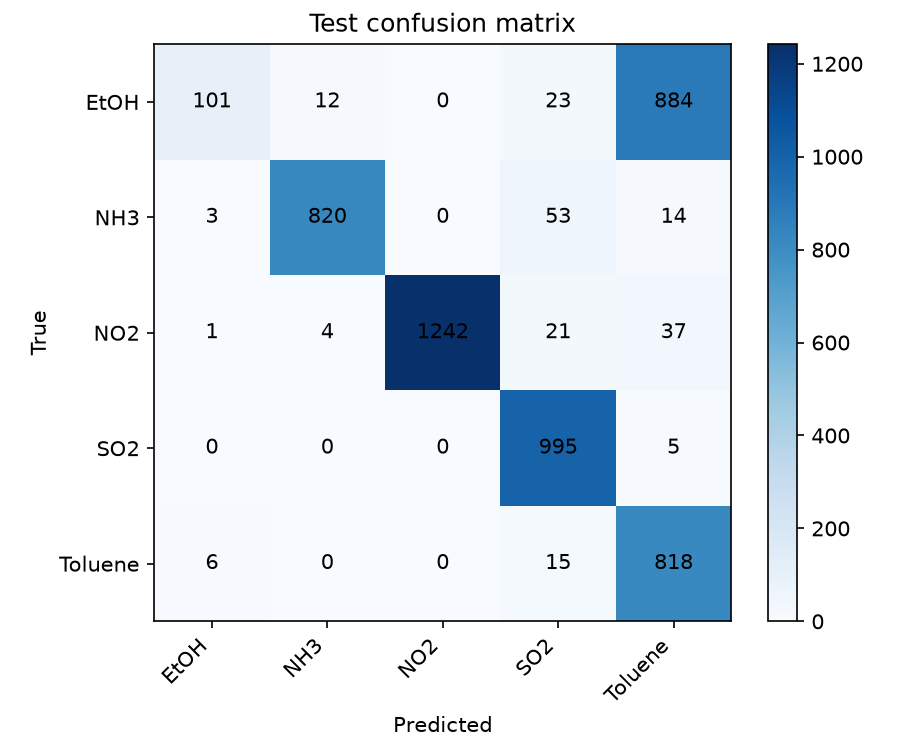 Test confusion matrix
True
EtOH 101 12 0 23 884
NH3 3 820 0 53 14
NO2 1 4 1242 21 37
SO2 0 0 0 995 5
Toluene 6 0 0 15 818
EtOH NH3 NO2 SO2 Toluene
Predicted
1200
1000
800
600
400
200
0